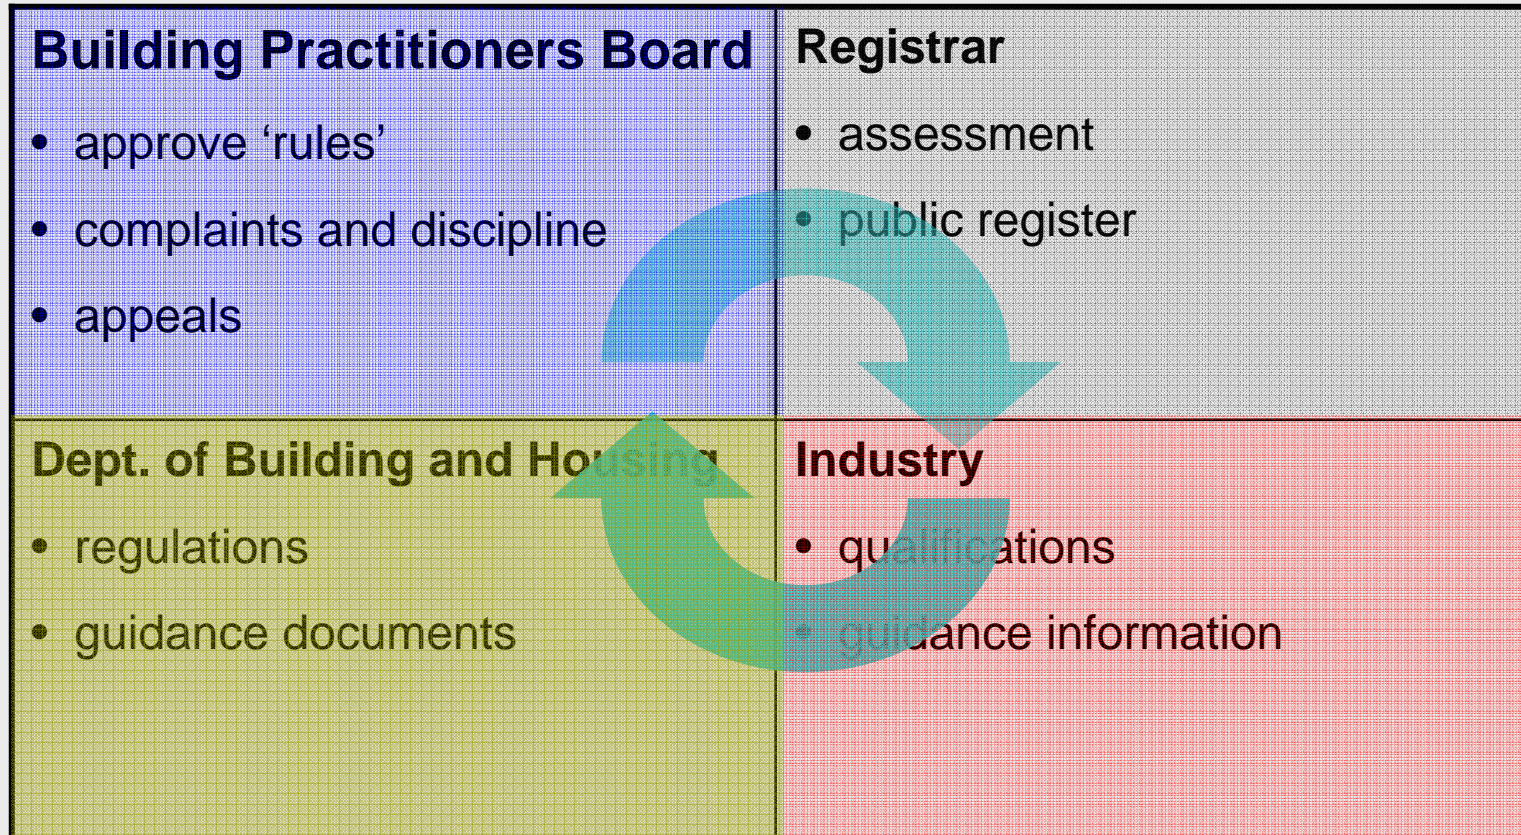 Building Practitioners Board
• approve ‘rules’
• complaints and discipline
• appeals
Registrar
• assessment
• public register
Dept. of Building and Housing
• regulations
• guidance documents
Industry
• qualifications
• guidance information